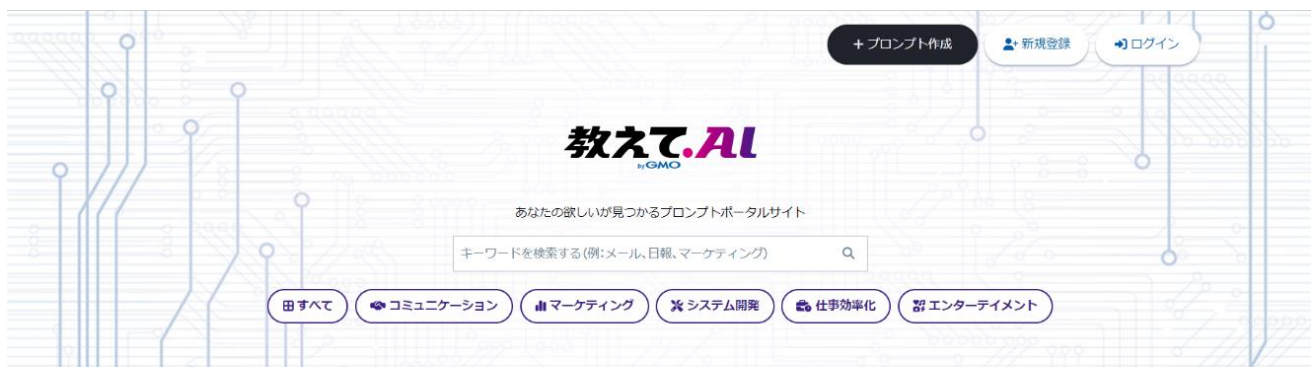 + プロンプト作成 新規登録 ログイン
教えて.AI
by GMO
あなたの欲しいが見つかるプロンプトポータルサイト
キーワードを検索する(例:メール、日報、マーケティング)
すべて コミュニケーション マーケティング システム開発 仕事効率化 エンターテイメント